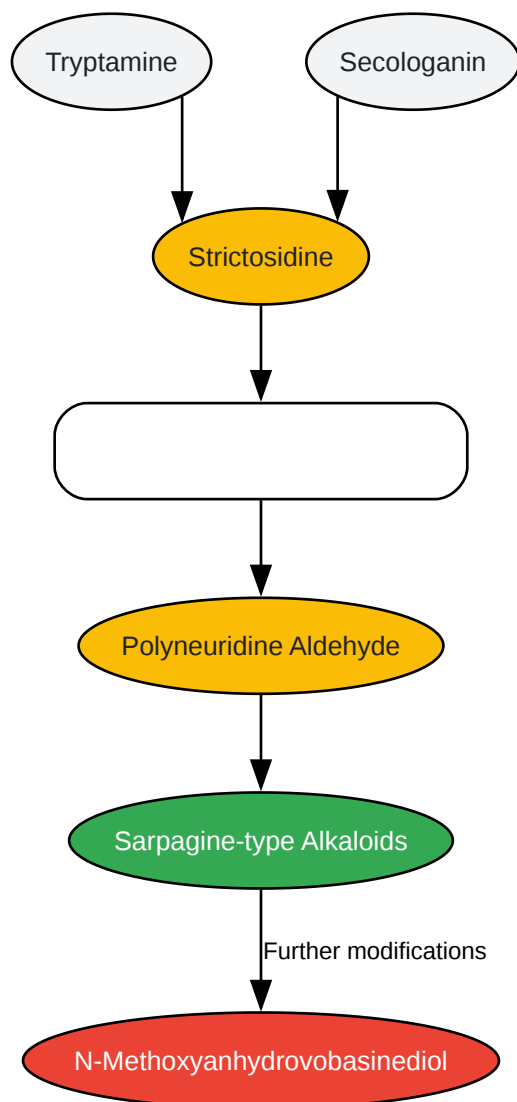 Tryptamine
Secologanin
Strictosidine
Polyneuridine Aldehyde
Sarpagine-type Alkaloids
Further modifications
N-Methoxyanhydrovobasinediol